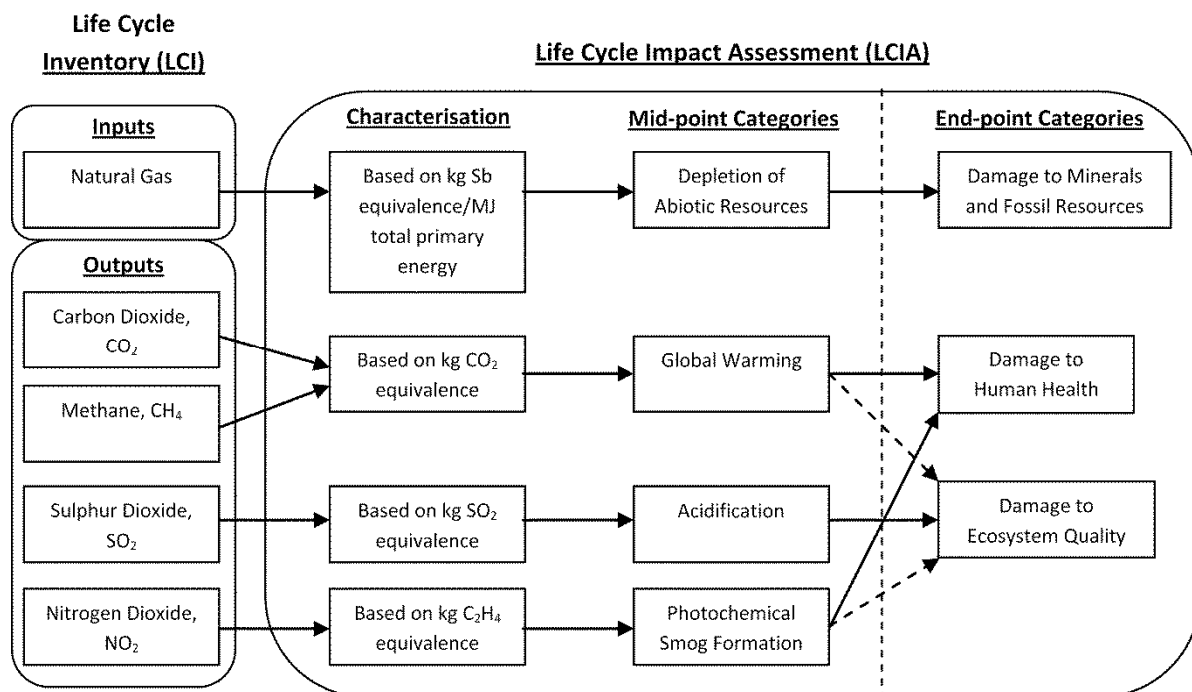 Life Cycle
Inventory (LCI)
Life Cycle Impact Assessment (LCIA)
Inputs
Characterisation
Mid-point Categories
End-point Categories
Natural Gas
Based on kg Sb
equivalence/MJ
total primary
energy
Depletion of
Abiotic Resources
Damage to Minerals
and Fossil Resources
Outputs
Carbon Dioxide,
CO₂
Methane, CH₄
Based on kg CO₂
equivalence
Global Warming
Damage to
Human Health
Sulphur Dioxide,
SO₂
Based on kg SO₂
equivalence
Acidification
Damage to
Ecosystem Quality
Nitrogen Dioxide,
NO₂
Based on kg C₂H₄
equivalence
Photochemical
Smog Formation